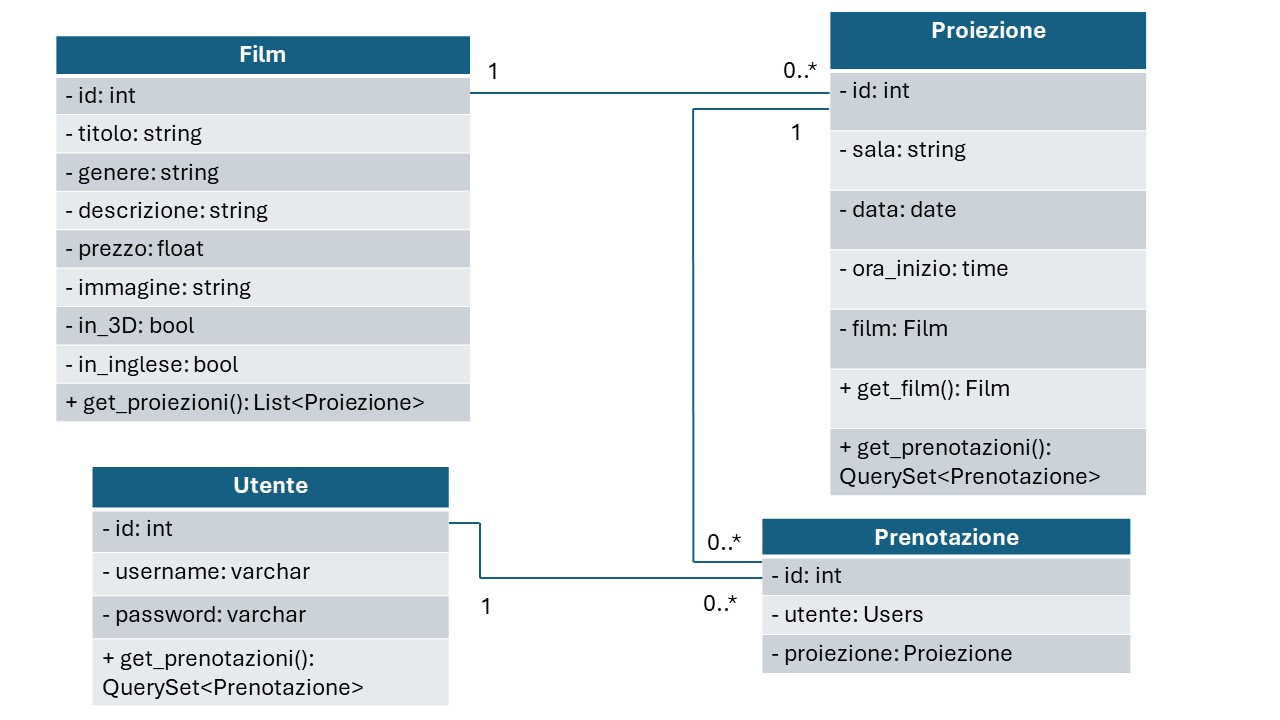 Film
- id: int
- titolo: string
- genere: string
- descrizione: string
- prezzo: float
- immagine: string
- in_3D: bool
- in_inglese: bool
+ get_proiezioni(): List<Proiezione>
1
0..*
1
Proiezione
- id: int
- sala: string
- data: date
- ora_inizio: time
- film: Film
+ get_film(): Film
+ get_prenotazioni():
QuerySet<Prenotazione>
Utente
- id: int
- username: varchar
- password: varchar
+ get_prenotazioni():
QuerySet<Prenotazione>
1
0..*
0..*
Prenotazione
- id: int
- utente: Users
- proiezione: Proiezione